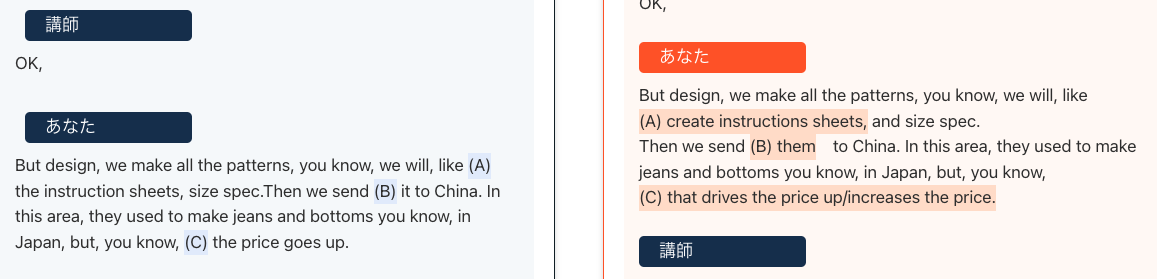 講師
OK,
あなた
But design, we make all the patterns, you know, we will, like (A)
the instruction sheets, size spec.Then we send (B) it to China. In
this area, they used to make jeans and bottoms you know, in
Japan, but, you know, (C) the price goes up.
OK,
あなた
But design, we make all the patterns, you know, we will, like
(A) create instructions sheets, and size spec.
Then we send (B) them to China. In this area, they used to make
jeans and bottoms you know, in Japan, but, you know,
(C) that drives the price up/increases the price.
講師